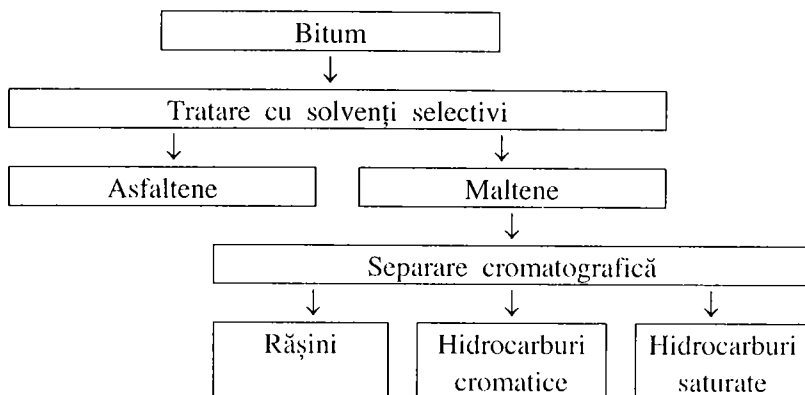 Bitum
Tratare cu solvenți selectivi
Asfaltene
Maltene
Separare cromatografică
Rășini
Hidrocarburi
cromatice
Hidrocarburi
saturate